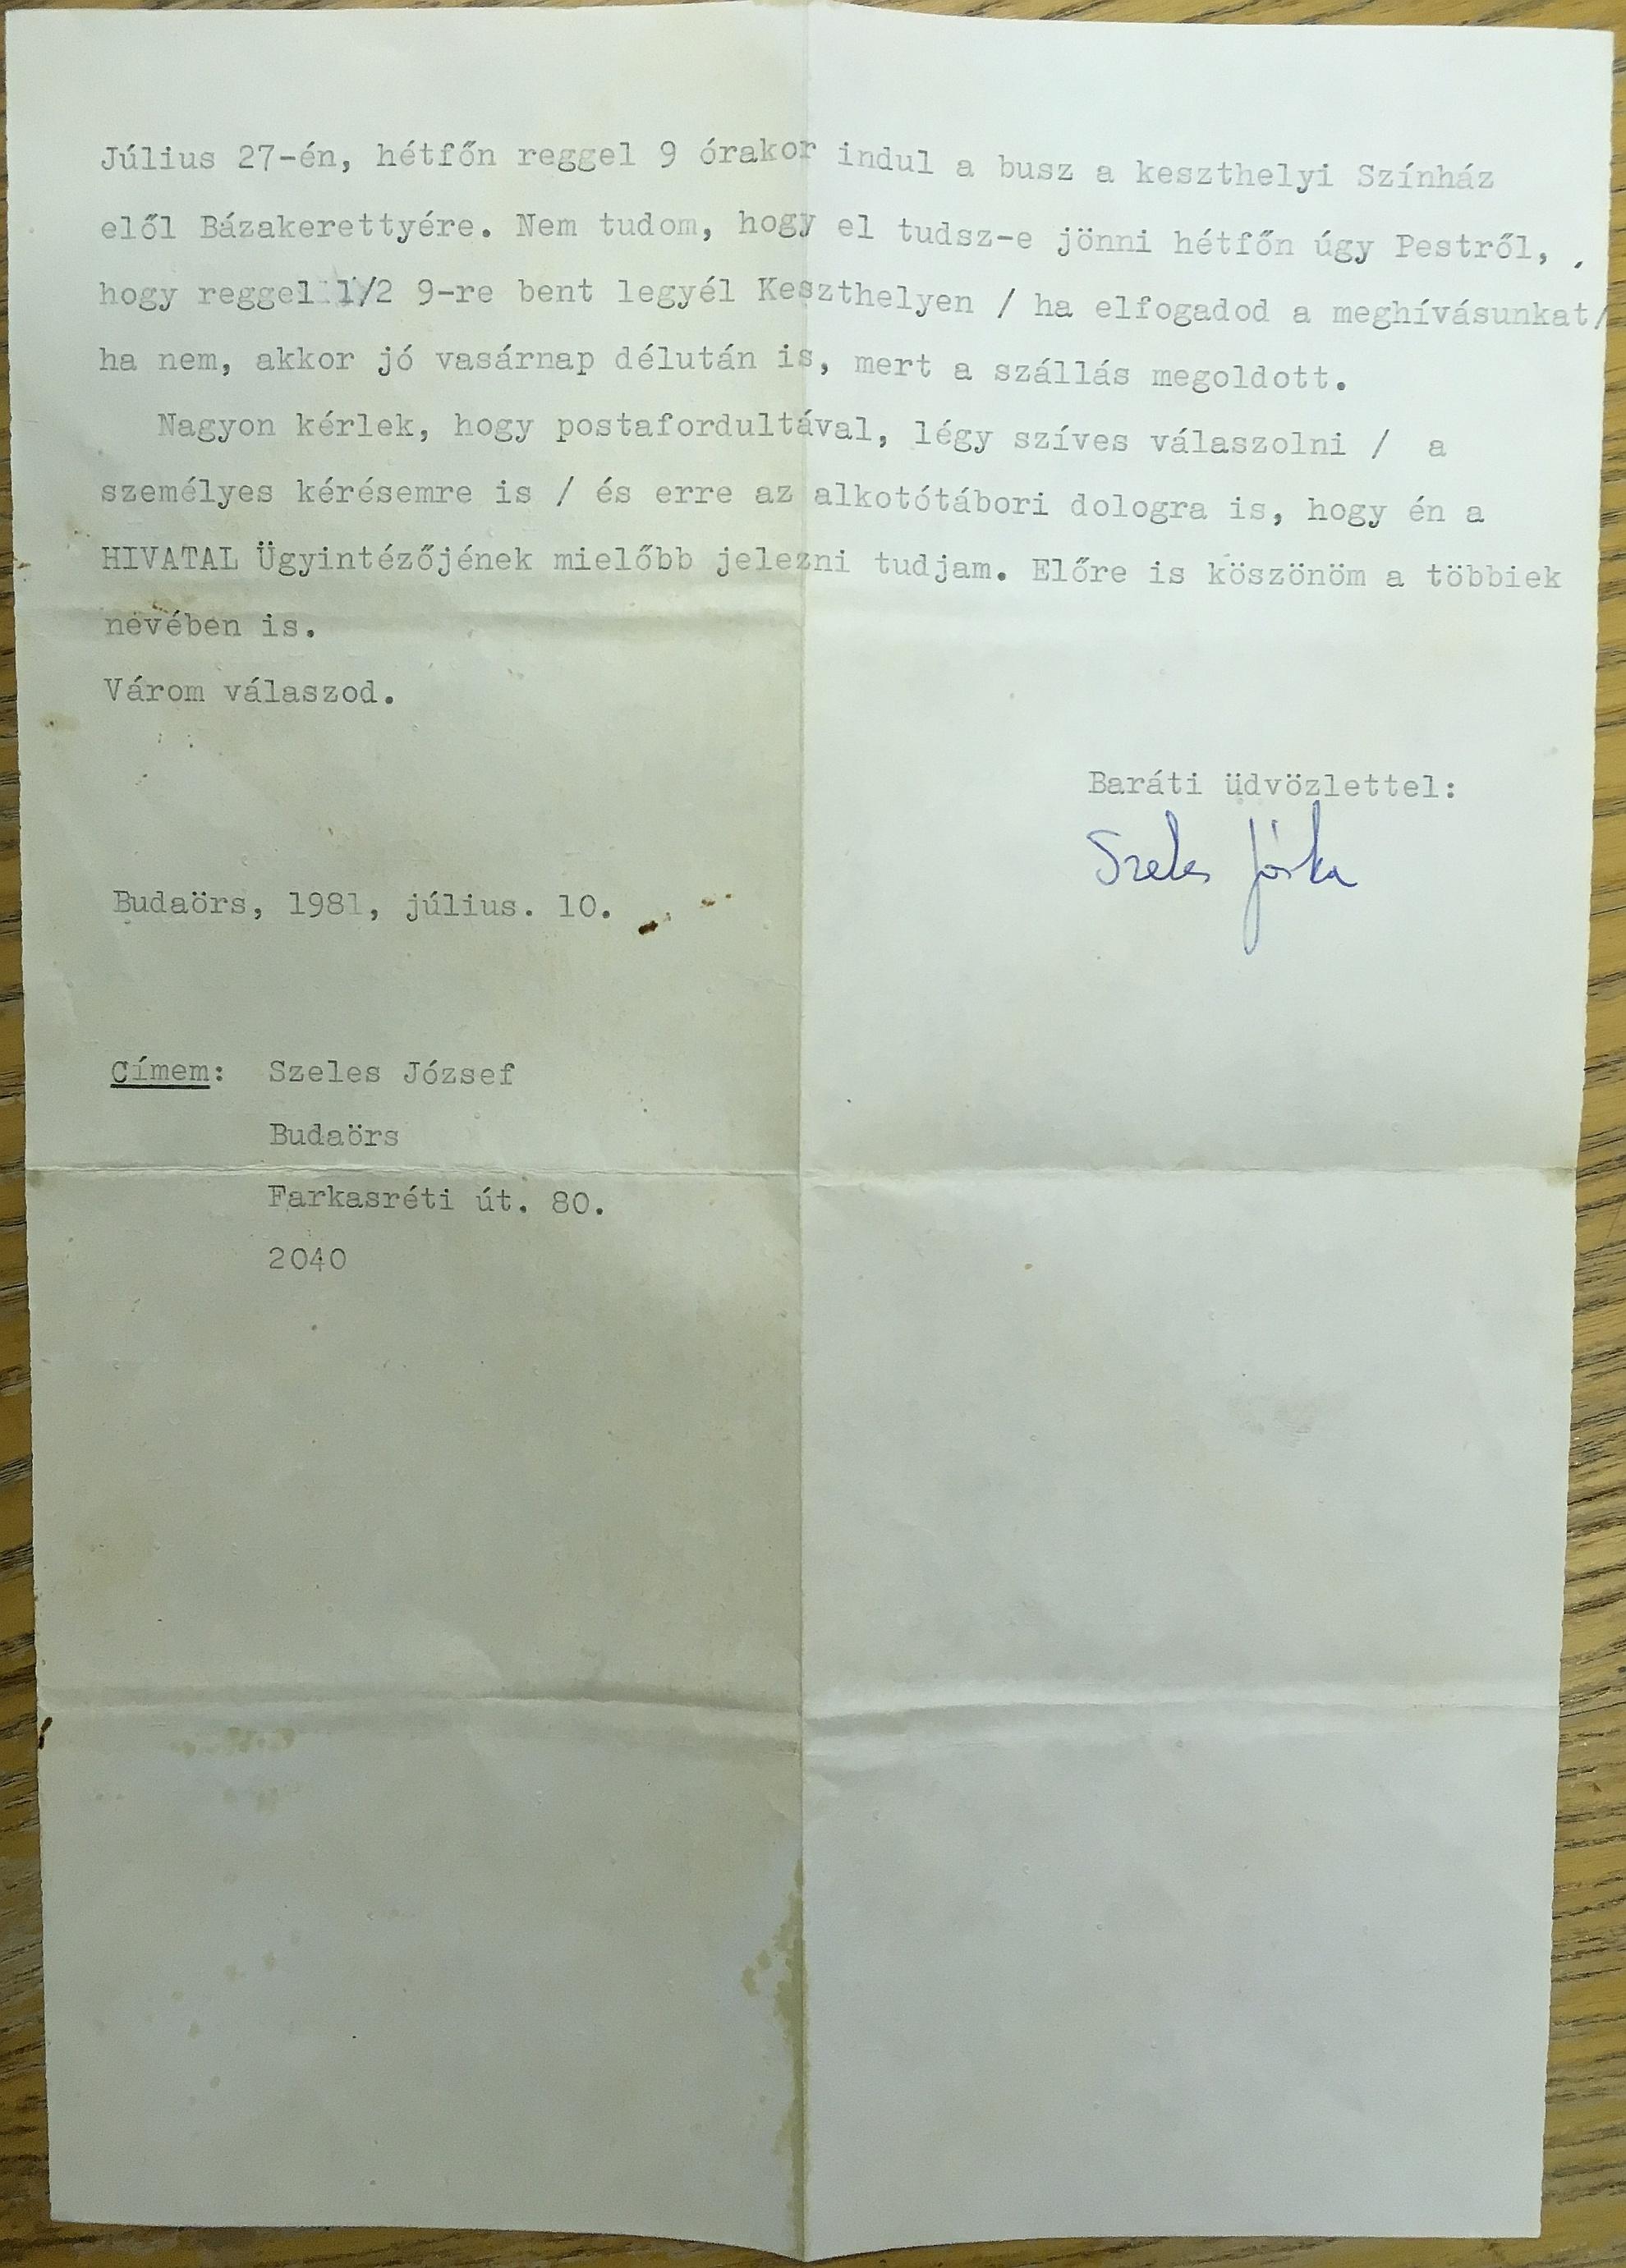 Július 27-én, hétfőn reggel 9 órakor indul a busz a keszthelyi Színház
elől Bázakerettyére. Nem tudom, hogy el tudsz-e jönni hétfőn úgy Pestről, .
hogy reggel 1/2 9-re bent legyél Keszthelyen / ha elfogadod a meghívásunkat/
ha nem, akkor jó vasárnap délután is, mert a szállás megoldott.
Nagyon kérlek, hogy postafordultával, légy szíves válaszolni / a
személyes kérésemre is / és erre az alkotótábori dologra is, hogy én a
HIVATAL Ügyintézőjének mielőbb jelezni tudjam. Előre is köszönöm a többiek
nevében is.
Várom válaszod.
Baráti üdvözlettel:
Szeles Jóska
Budaörs, 1981, július. 10.
Címem: Szeles József
Budaörs
Farkasréti út. 80.
2040